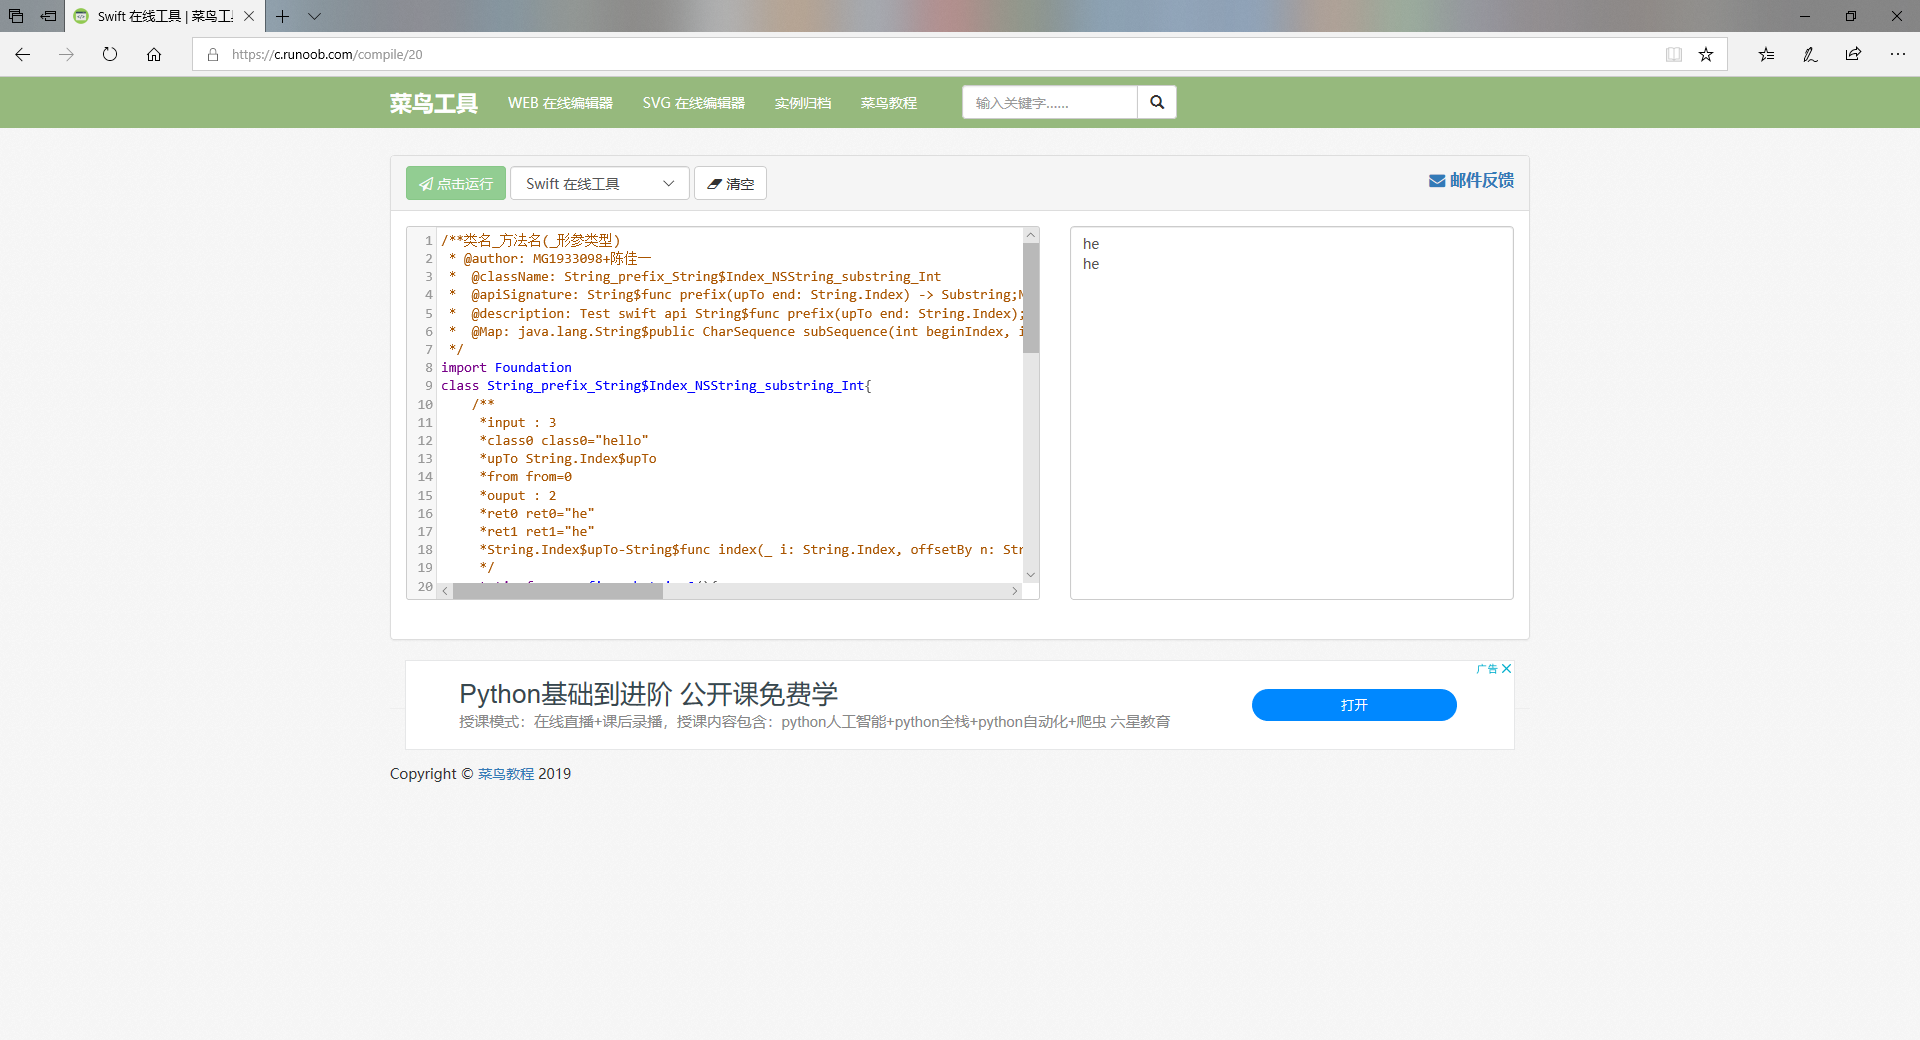 Swift 在线工具 | 菜鸟工
https://c.runoob.com/compile/20
菜鸟工具 WEB 在线编辑器 SVG 在线编辑器 实例归档 菜鸟教程 输入关键字......
点击运行 Swift 在线工具 清空 邮件反馈
1 /**类名_方法名(_形参类型)
2 * @author: MG1933098+陈佳一
3 * @className: String_prefix_String$Index_NSString_substring_Int
4 * @apiSignature: String$func prefix(upTo end: String.Index) -> Substring;
5 * @description: Test swift api String$func prefix(upTo end: String.Index);
6 * @Map: java.lang.String$public CharSequence subSequence(int beginIndex, i
7 */
8 import Foundation
9 class String_prefix_String$Index_NSString_substring_Int{
10 /**
11 *input : 3
12 *class0 class0="hello"
13 *upTo String.Index$upTo
14 *from from=0
15 *ouput : 2
16 *ret0 ret0="he"
17 *ret1 ret1="he"
18 *String.Index$upTo-String$func index(_ i: String.Index, offsetBy n: Str
19 */
20
he
he
广告
Python基础到进阶 公开课免费学
授课模式：在线直播+课后录播，授课内容包含：python人工智能+python全栈+python自动化+爬虫 六星教育
打开
Copyright © 菜鸟教程 2019